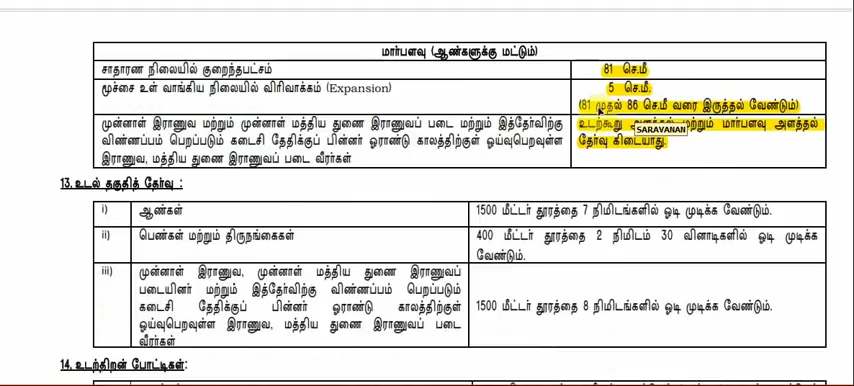 மார்பளவு (ஆண்களுக்கு மட்டும்)
சாதாரண நிலையில் குறைந்தபட்சம்
81 செ.மீ
மூச்சை உள் வாங்கிய நிலையில் விரிவாக்கம் (Expansion)
5 செ.மீ.
(81 முதல் 86 செ.மீ வரை இருத்தல் வேண்டும்)
முன்னாள் இராணுவ மற்றும் முன்னாள் மத்திய துணை இராணுவப் படை மற்றும் இத்தேர்விற்கு
விண்ணப்பம் பெறப்படும் கடைசி தேதிக்குப் பின்னர் ஓராண்டு காலத்திற்குள் ஓய்வுபெறவுள்ள
இராணுவ, மத்திய துணை இராணுவப் படை வீரர்கள்
உடற்கூறு அளத்தல் மற்றும் மார்பளவு அளத்தல்
SARAVANAN
தேர்வு கிடையாது.
13. உடல் தகுதித் தேர்வு :
i) ஆண்கள்
1500 மீட்டர் தூரத்தை 7 நிமிடங்களில் ஓடி முடிக்க வேண்டும்.
ii) பெண்கள் மற்றும் திருநங்கைகள்
400 மீட்டர் தூரத்தை 2 நிமிடம் 30 வினாடிகளில் ஓடி முடிக்க
வேண்டும்.
iii) முன்னாள் இராணுவ, முன்னாள் மத்திய துணை இராணுவப்
படையினர் மற்றும் இத்தேர்விற்கு விண்ணப்பம் பெறப்படும்
கடைசி தேதிக்குப் பின்னர் ஓராண்டு காலத்திற்குள்
ஓய்வுபெறவுள்ள இராணுவ, மத்திய துணை இராணுவப் படை
வீரர்கள்
1500 மீட்டர் தூரத்தை 8 நிமிடங்களில் ஓடி முடிக்க வேண்டும்.
14. உடற்திறன் போட்டிகள்: